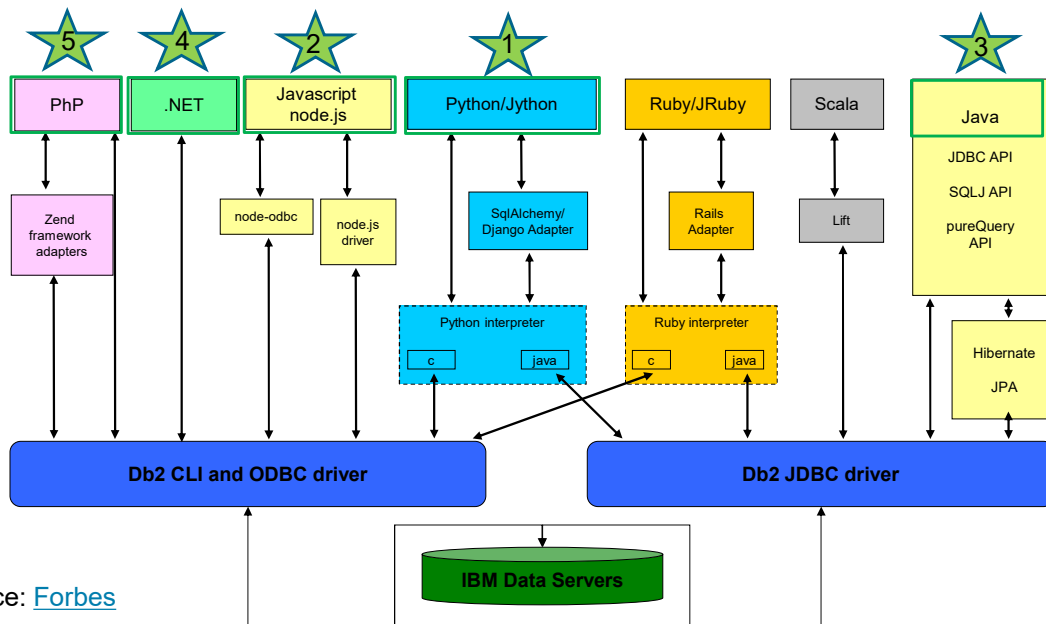 5
4
2
1
3
PhP
.NET
Javascript
node.js
Python/Jython
Ruby/JRuby
Scala
Java
JDBC API
SQLJ API
pureQuery
API
Zend
framework
adapters
node-odbc
node.js
driver
SqlAlchemy/
Django Adapter
Rails
Adapter
Lift
Python interpreter
c
java
Ruby interpreter
c
java
Hibernate
JPA
Db2 CLI and ODBC driver
Db2 JDBC driver
IBM Data Servers
ce: Forbes